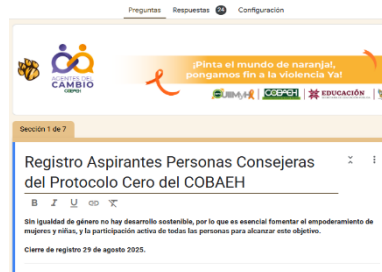 Preguntas Respuestas 24 Configuración
AGENTES DEL
CAMBIO
COBAEH
¡Pinta el mundo de naranja!,
pongamos fin a la violencia Ya!
COBAEH EDUCACIÓN
Sección 1 de 7
Registro Aspirantes Personas Consejeras
del Protocolo Cero del COBAEH
B I U
Sin igualdad de género no hay desarrollo sostenible, por lo que es esencial fomentar el empoderamiento de
mujeres y niñas, y la participación activa de todas las personas para alcanzar este objetivo.
Cierre de registro 29 de agosto 2025.